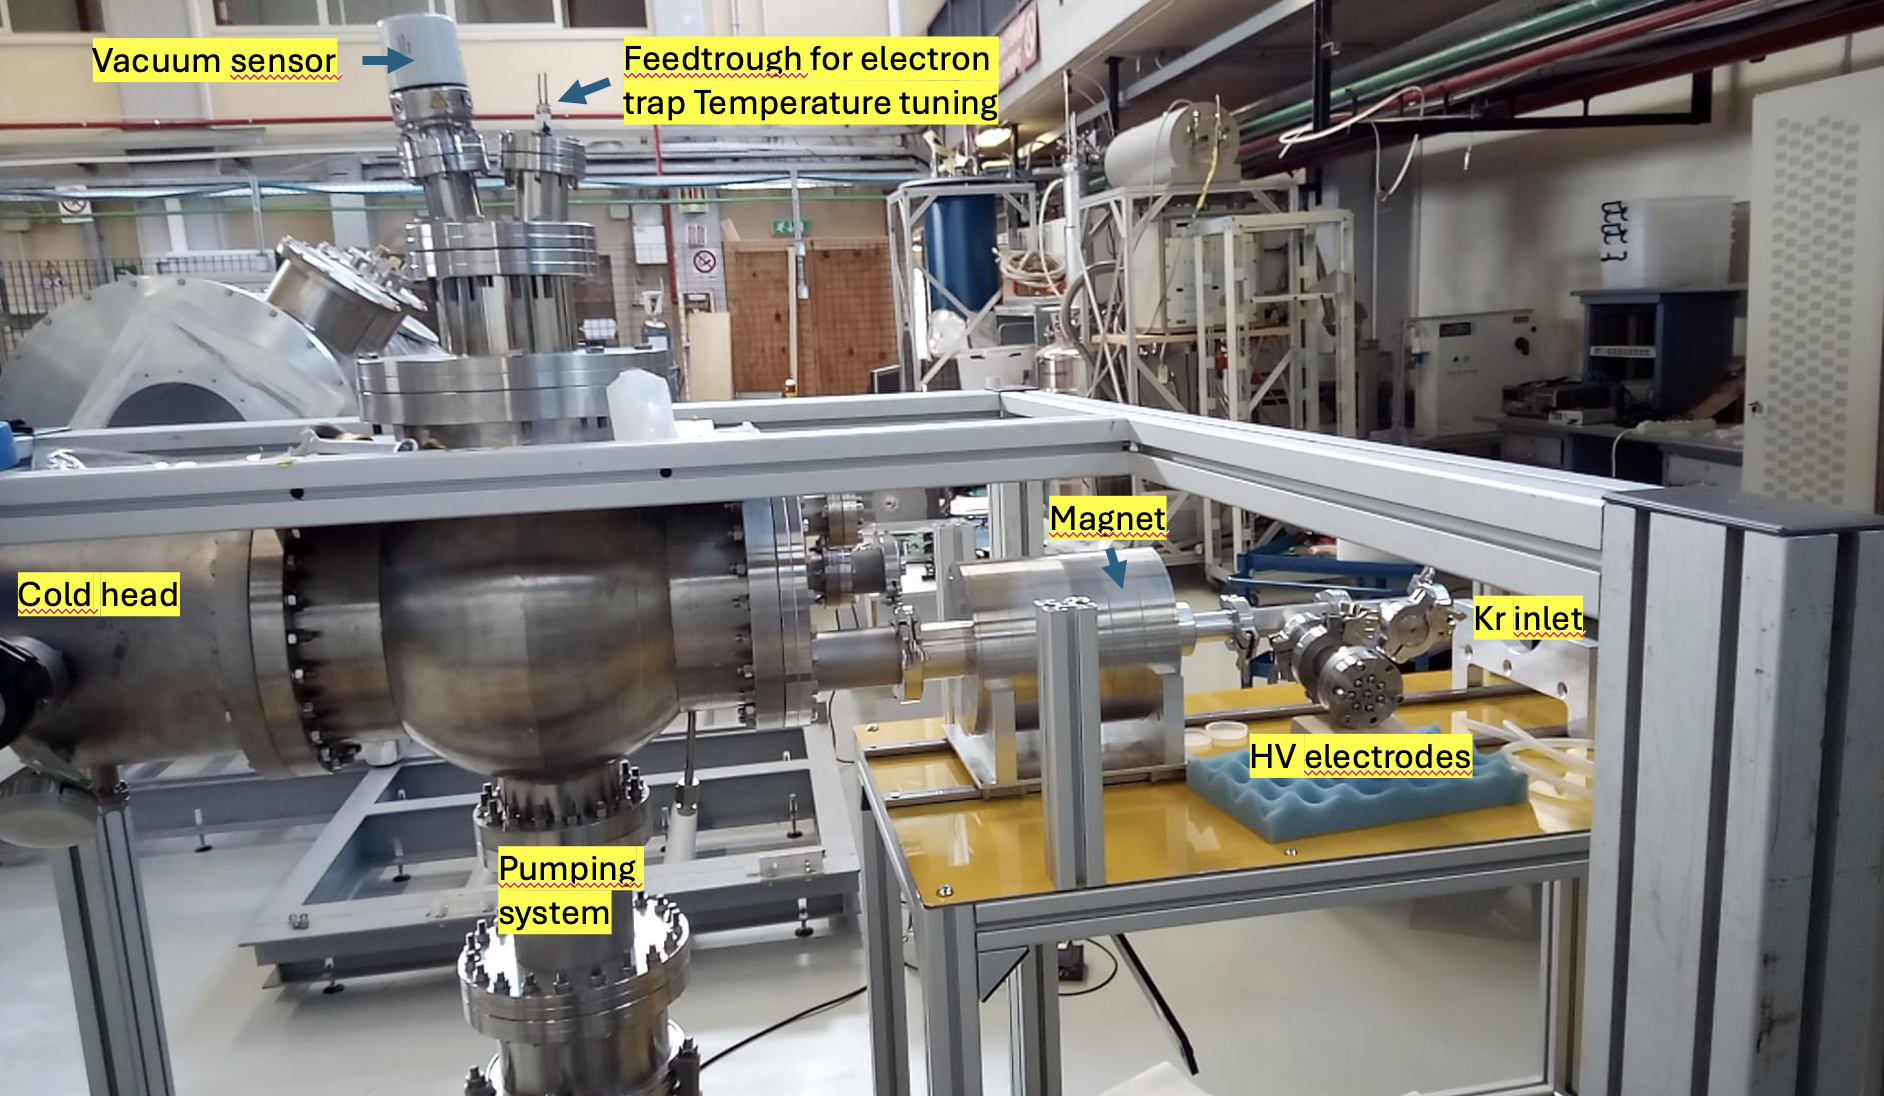 Vacuum sensor
Feedtrough for electron
trap Temperature tuning
Magnet
Cold head
Kr inlet
HV electrodes
Pumping
system